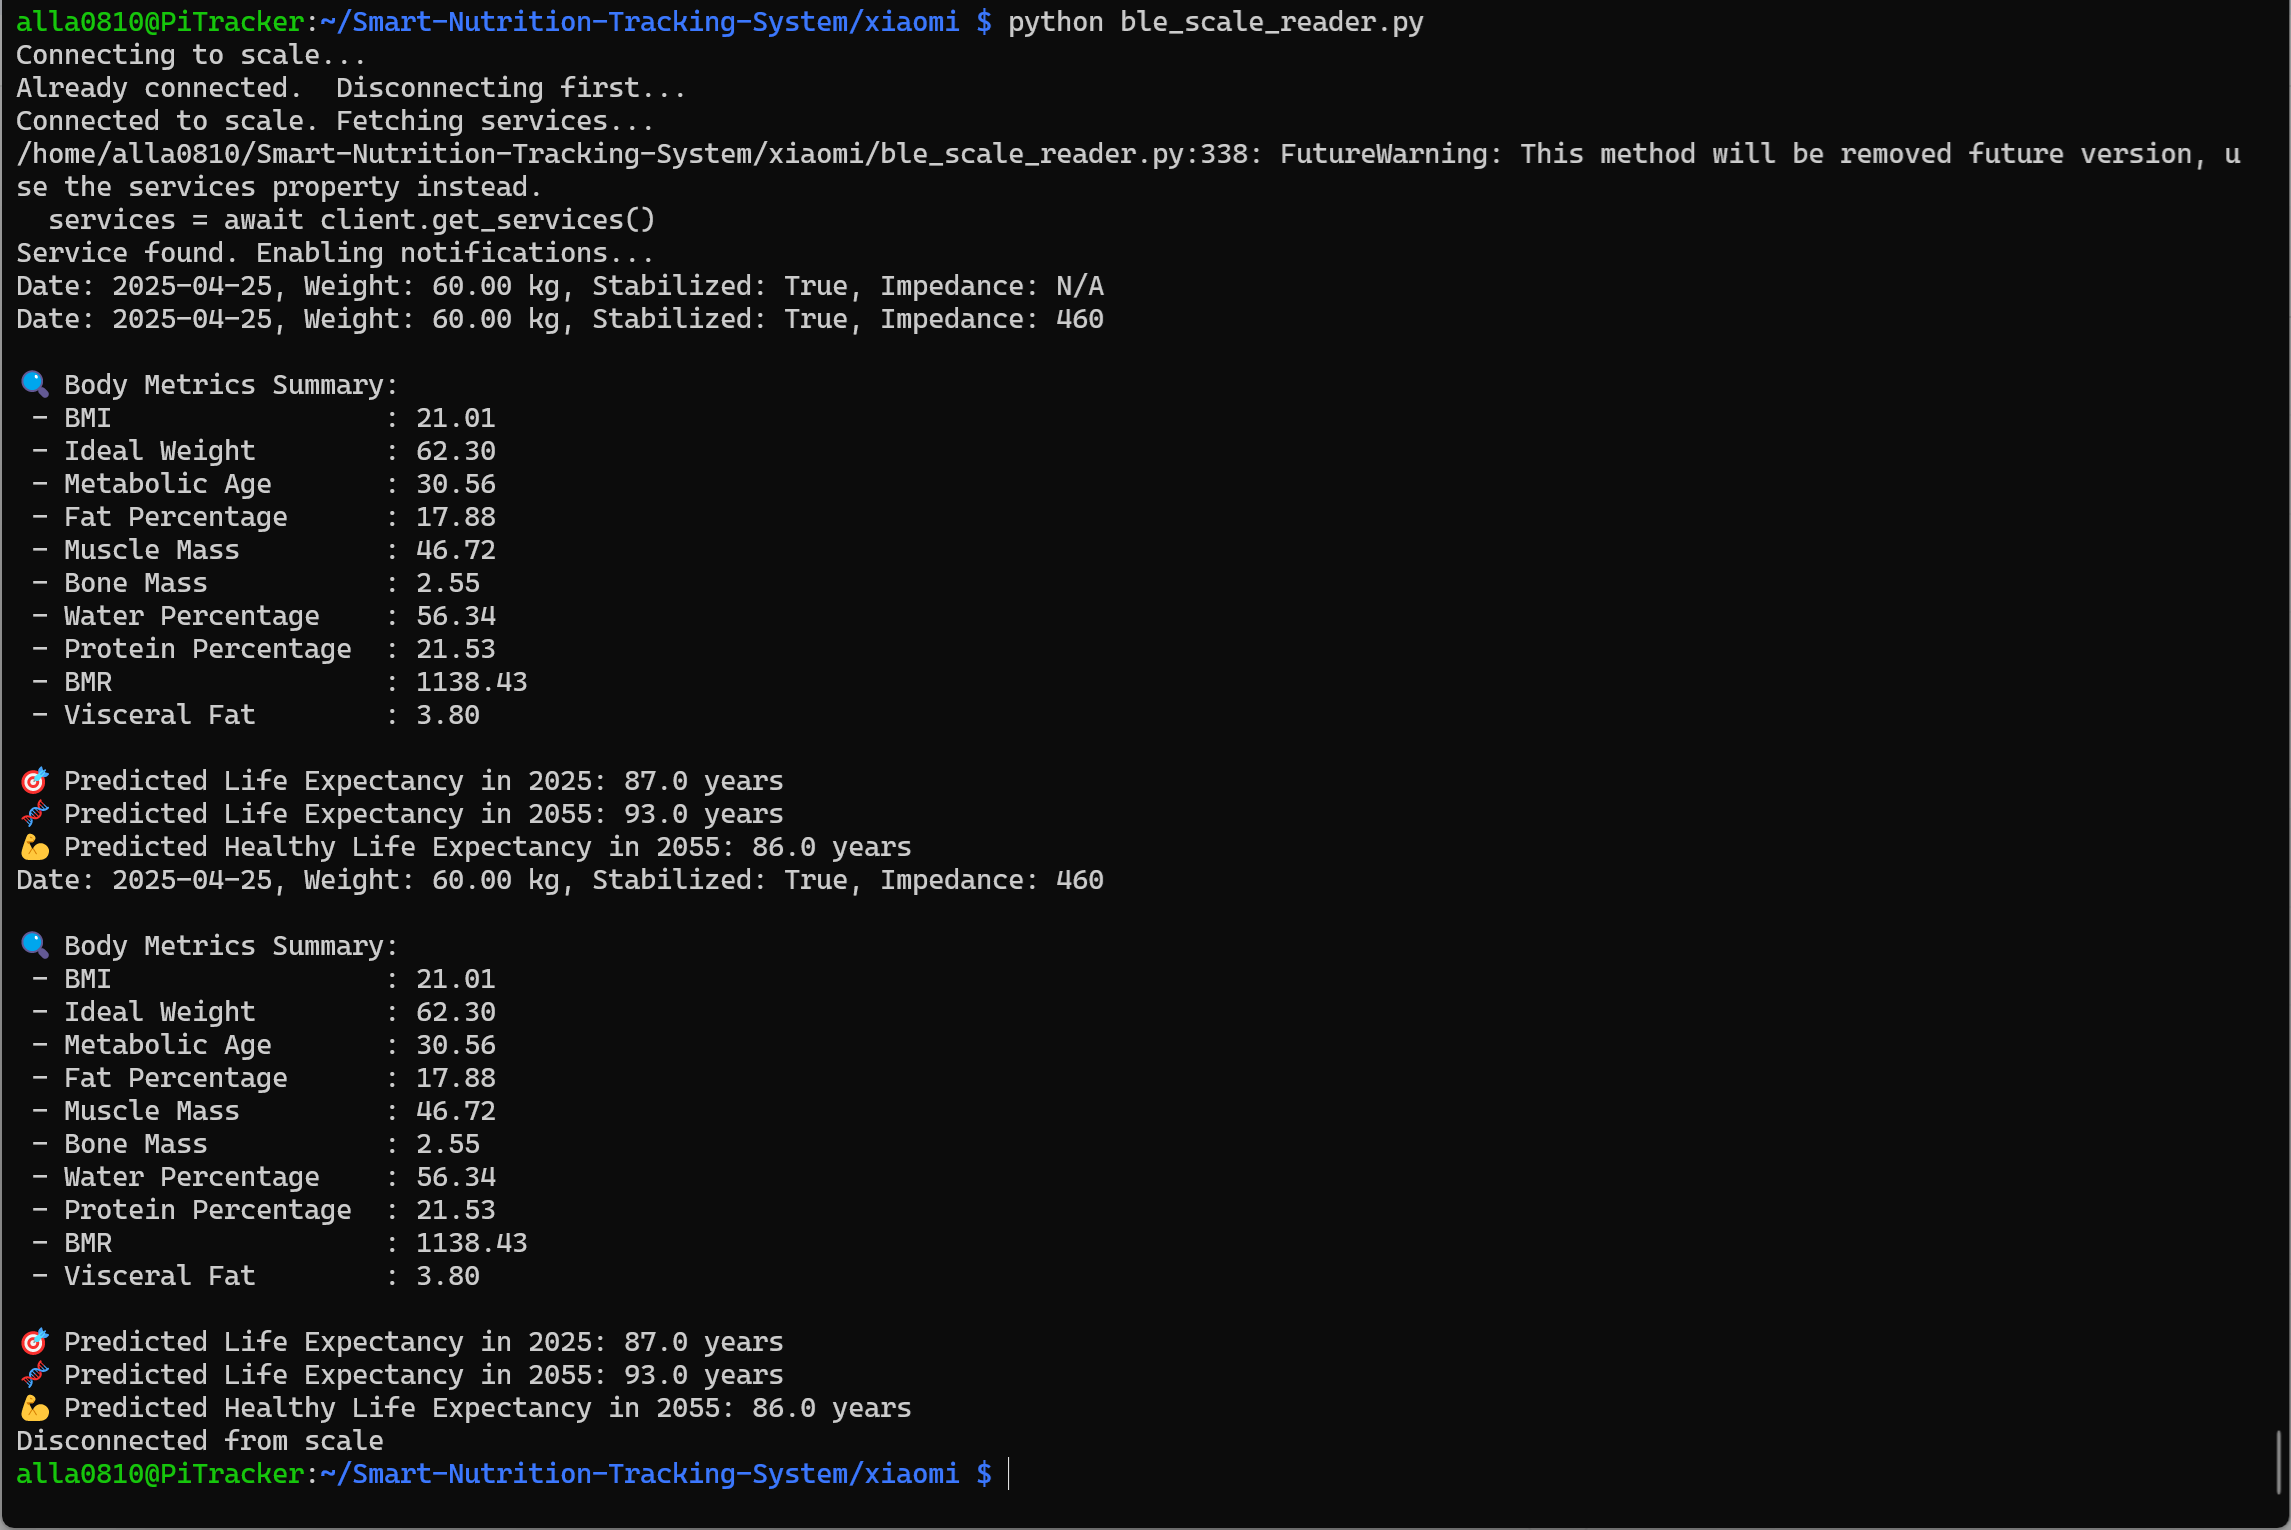 alla0810@PiTracker:~/Smart-Nutrition-Tracking-System/xiaomi $ python ble_scale_reader.py
Connecting to scale...
Already connected.  Disconnecting first...
Connected to scale. Fetching services...
/home/alla0810/Smart-Nutrition-Tracking-System/xiaomi/ble_scale_reader.py:338: FutureWarning: This method will be removed future version, u
se the services property instead.
  services = await client.get_services()
Service found. Enabling notifications...
Date: 2025-04-25, Weight: 60.00 kg, Stabilized: True, Impedance: N/A
Date: 2025-04-25, Weight: 60.00 kg, Stabilized: True, Impedance: 460
🔍 Body Metrics Summary:
 - BMI                 : 21.01
 - Ideal Weight        : 62.30
 - Metabolic Age       : 30.56
 - Fat Percentage      : 17.88
 - Muscle Mass         : 46.72
 - Bone Mass           : 2.55
 - Water Percentage    : 56.34
 - Protein Percentage  : 21.53
 - BMR                 : 1138.43
 - Visceral Fat        : 3.80
🎯 Predicted Life Expectancy in 2025: 87.0 years
🧬 Predicted Life Expectancy in 2055: 93.0 years
💪 Predicted Healthy Life Expectancy in 2055: 86.0 years
Date: 2025-04-25, Weight: 60.00 kg, Stabilized: True, Impedance: 460
🔍 Body Metrics Summary:
 - BMI                 : 21.01
 - Ideal Weight        : 62.30
 - Metabolic Age       : 30.56
 - Fat Percentage      : 17.88
 - Muscle Mass         : 46.72
 - Bone Mass           : 2.55
 - Water Percentage    : 56.34
 - Protein Percentage  : 21.53
 - BMR                 : 1138.43
 - Visceral Fat        : 3.80
🎯 Predicted Life Expectancy in 2025: 87.0 years
🧬 Predicted Life Expectancy in 2055: 93.0 years
💪 Predicted Healthy Life Expectancy in 2055: 86.0 years
Disconnected from scale
alla0810@PiTracker:~/Smart-Nutrition-Tracking-System/xiaomi $